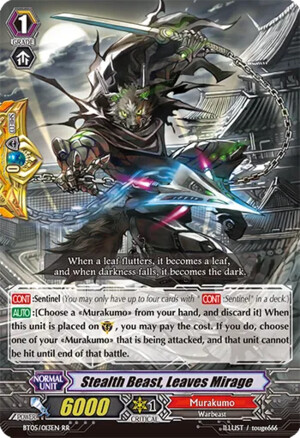 1
GRADE
When a leaf flutters, it becomes a leaf,
and when darkness falls, it becomes the dark.
CONT :Sentinel (You may only have up to four cards with " CONT :Sentinel" in a deck.)
AUTO :[Choose a «Murakumo» from your hand, and discard it] When
this unit is placed on , you may pay the cost. If you do, choose
one of your «Murakumo» that is being attacked, and that unit cannot
be hit until end of battle.
NORMAL
UNIT
Stealth Beast, Leaves Mirage
POWER
6000
1
CRITICAL
Murakumo
Warbeast
BT05/013EN RR
ILLUST / touge666